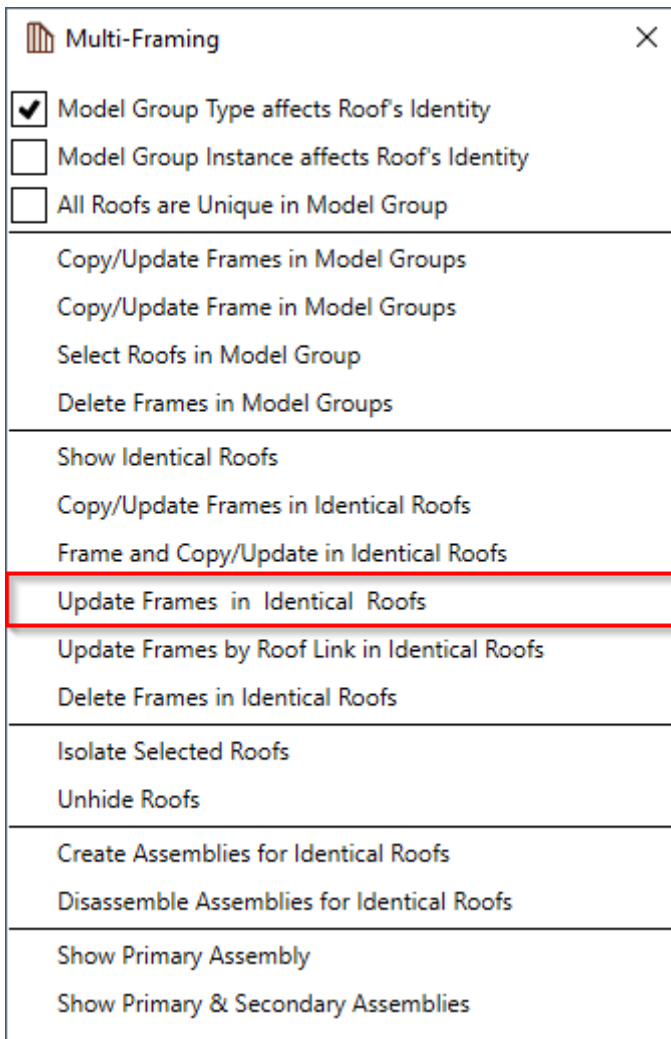 Multi-Framing
Model Group Type affects Roof's Identity
Model Group Instance affects Roof's Identity
All Roofs are Unique in Model Group
Copy/Update Frames in Model Groups
Copy/Update Frame in Model Groups
Select Roofs in Model Group
Delete Frames in Model Groups
Show Identical Roofs
Copy/Update Frames in Identical Roofs
Frame and Copy/Update in Identical Roofs
Update Frames  in  Identical  Roofs
Update Frames by Roof Link in Identical Roofs
Delete Frames in Identical Roofs
Isolate Selected Roofs
Unhide Roofs
Create Assemblies for Identical Roofs
Disassemble Assemblies for Identical Roofs
Show Primary Assembly
Show Primary & Secondary Assemblies